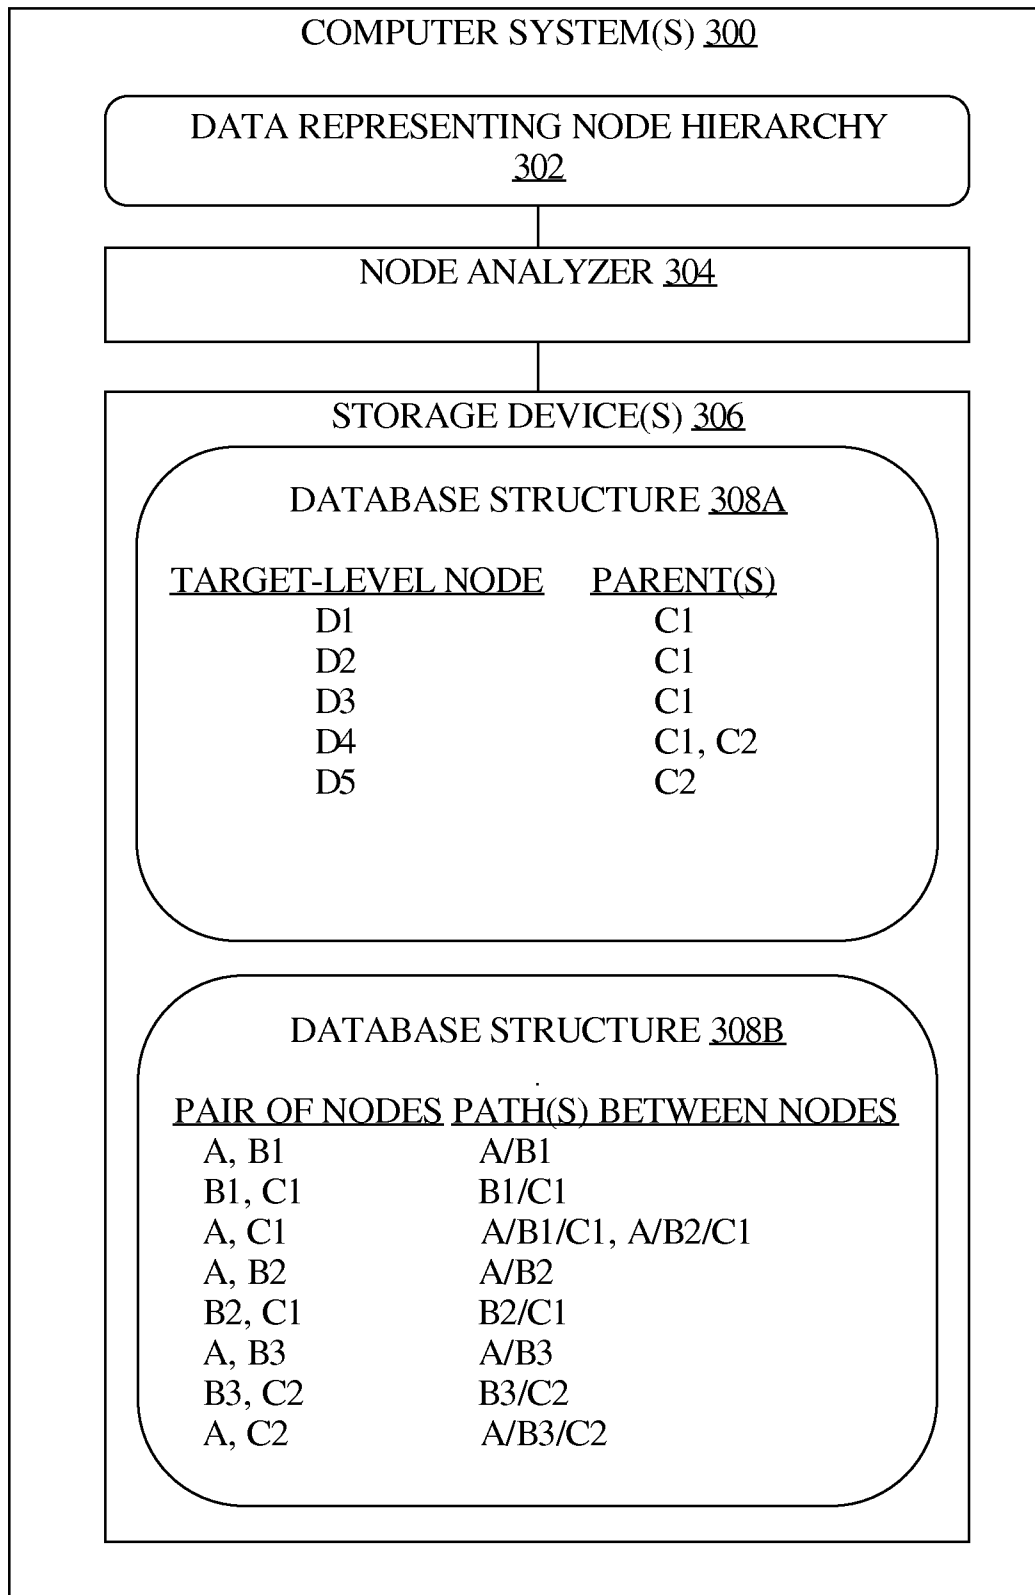 COMPUTER SYSTEM(S) 300
DATA REPRESENTING NODE HIERARCHY
302
NODE ANALYZER 304
STORAGE DEVICE(S) 306
DATABASE STRUCTURE 308A
TARGET-LEVEL NODE PARENT(S)
D1 C1
D2 C1
D3 C1
D4 C1, C2
D5 C2
DATABASE STRUCTURE 308B
PAIR OF NODES PATH(S) BETWEEN NODES
A, B1 A/B1
B1, C1 B1/C1
A, C1 A/B1/C1, A/B2/C1
A, B2 A/B2
B2, C1 B2/C1
A, B3 A/B3
B3, C2 B3/C2
A, C2 A/B3/C2